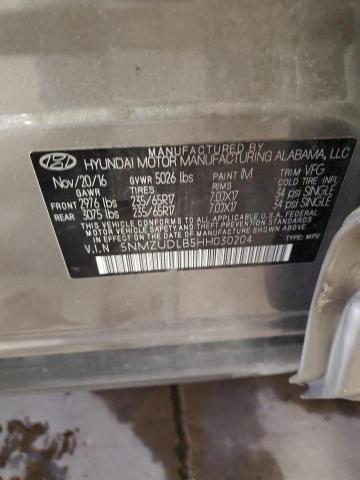 MANUFACTURED BY
HYUNDAI MOTOR MANUFACTURING ALABAMA, LLC
Nov/20/16 GVWR 5026 lbs PAINT IM TRIM VFG
GAWR TIRES RIMS
FRONT 2976 lbs 235/65R17 7.0JX17 34 psi SINGLE
REAR 3075 lbs 235/65R17 7.0JX17 34 psi SINGLE
THIS VEHICLE CONFORMS TO ALL APPLICABLE U.S.
FEDERAL MOTOR VEHICLE SAFETY AND THEFT PREVENTION
STANDARDS IN EFFECT ON THE DATE OF MANUFACTURE SHOWN ABOVE.
V.I.N 5NMZUDLB5HH030204 TYPE: MPV